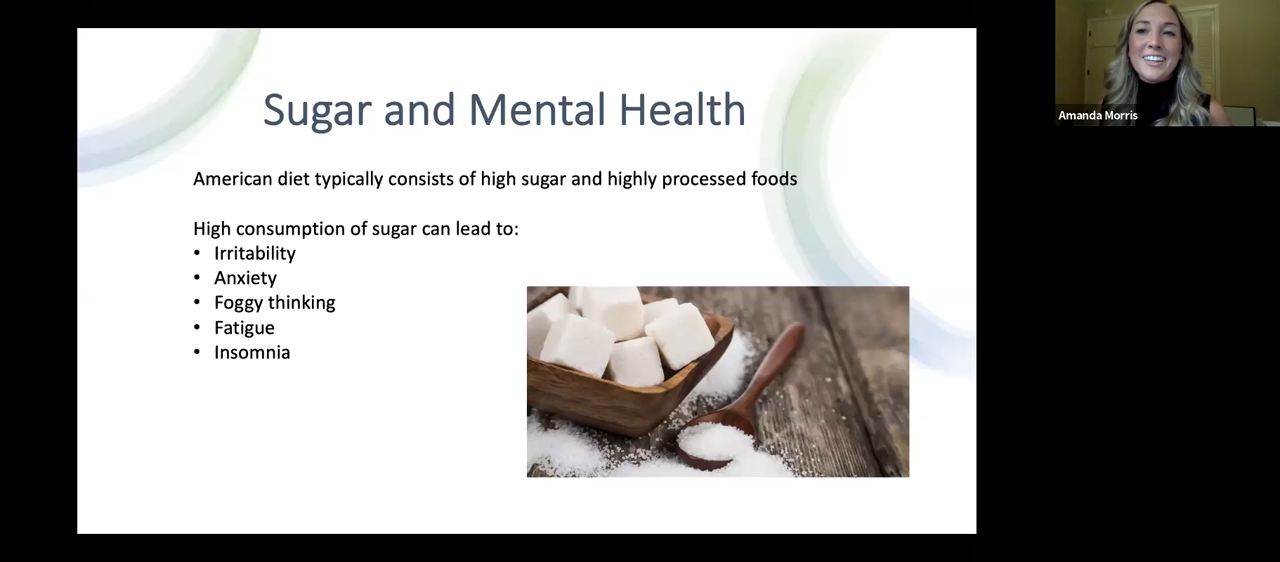 Sugar and Mental Health
American diet typically consists of high sugar and highly processed foods
High consumption of sugar can lead to:
• Irritability
• Anxiety
• Foggy thinking
• Fatigue
• Insomnia
Amanda Morris